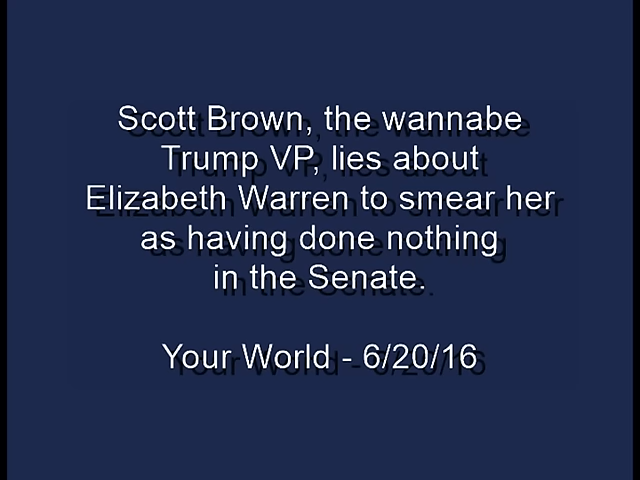 Scott Brown, the wannabe
Trump VP, lies about
Elizabeth Warren to smear her
as having done nothing
in the Senate.
Your World - 6/20/16